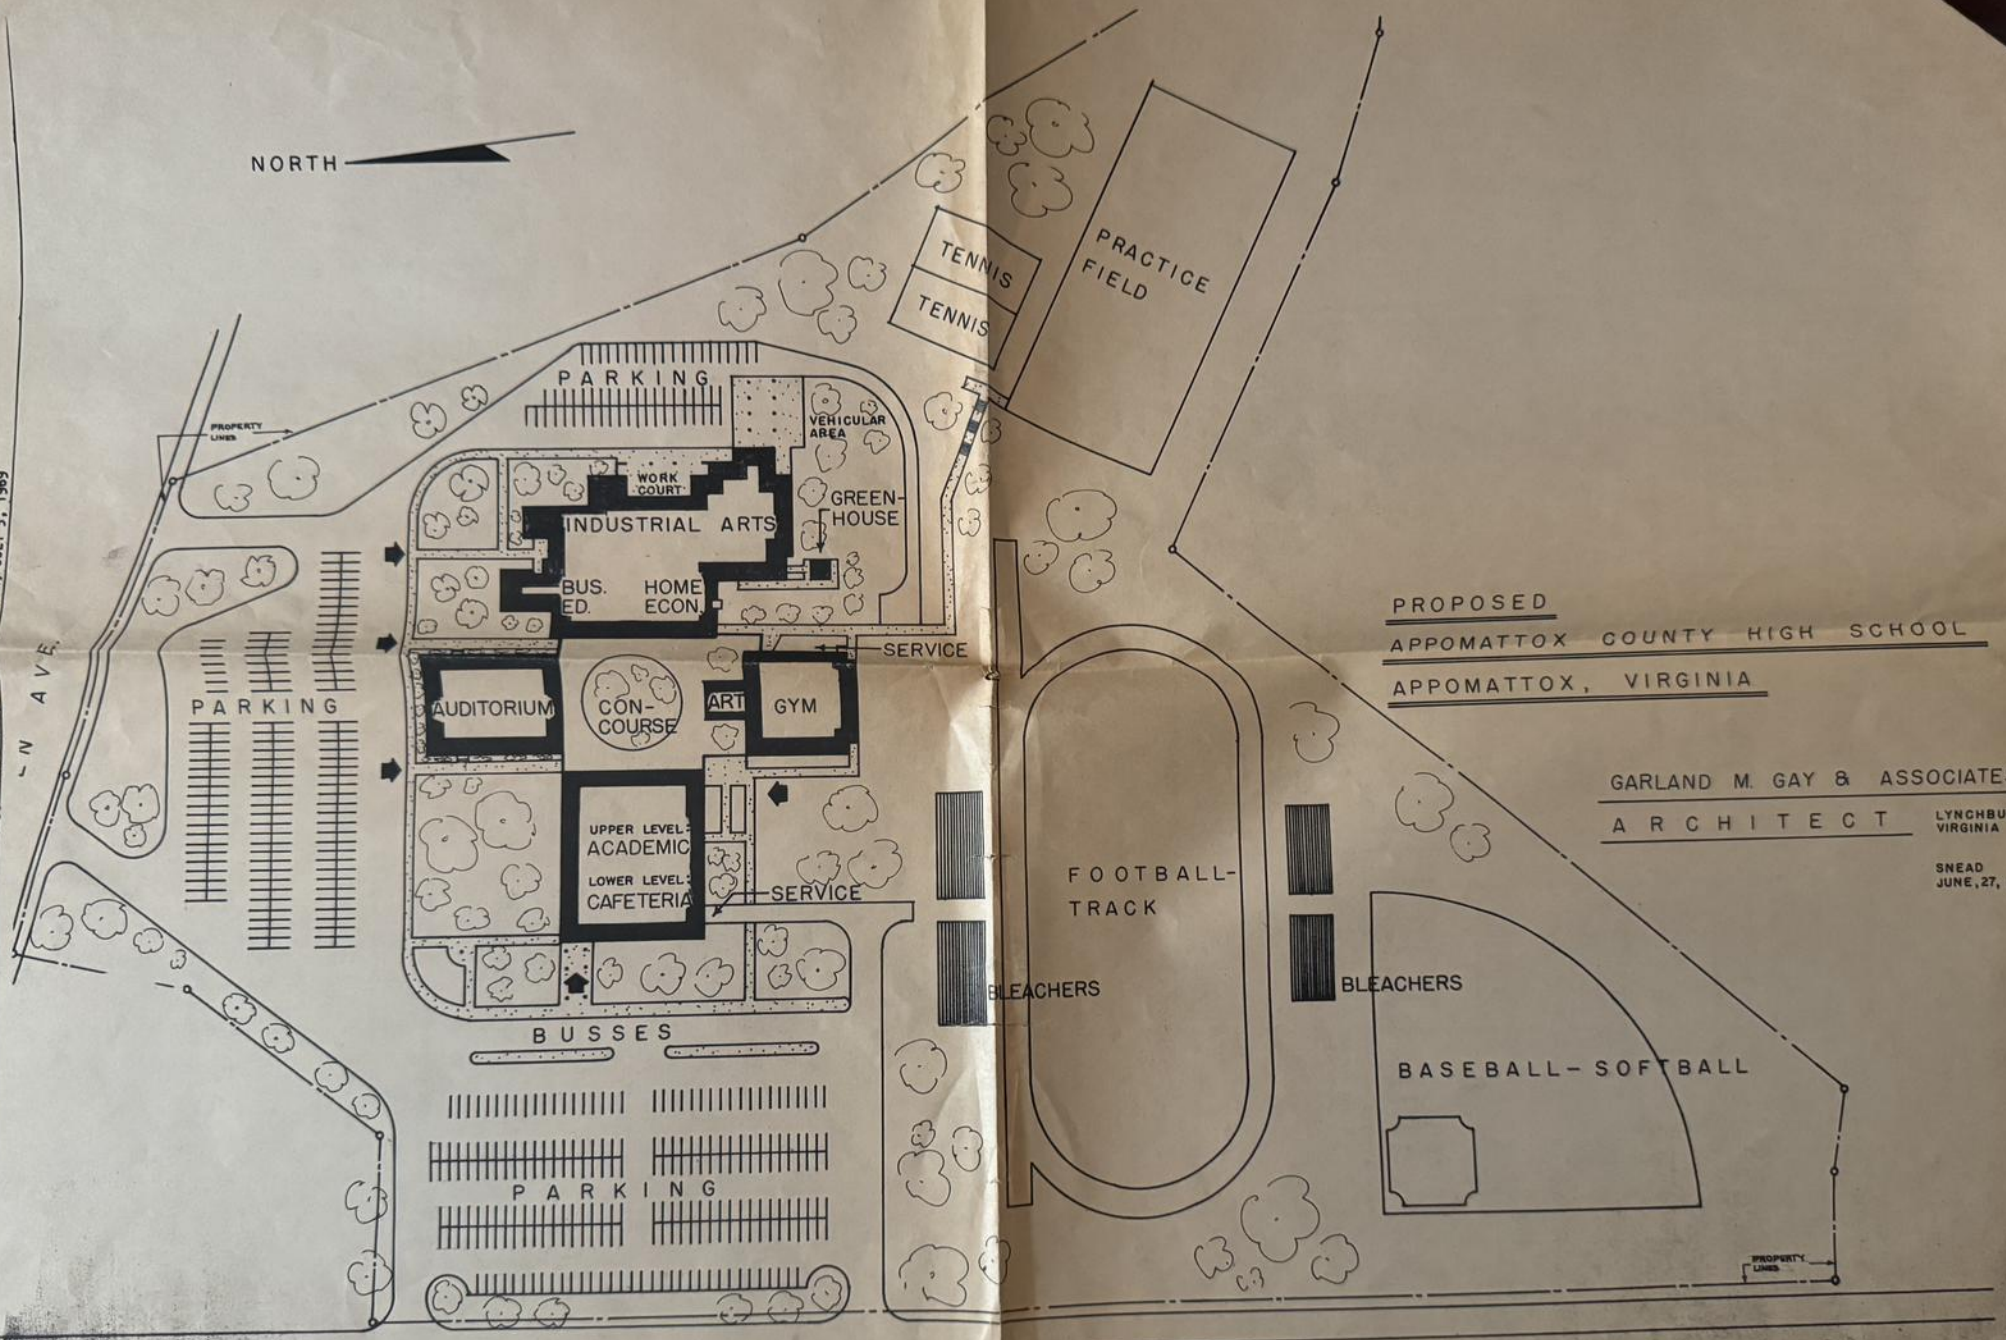 NORTH
TENNIS
TENNIS
PRACTICE
FIELD
PARKING
VEHICULAR
AREA
PROPERTY
LINES
WORK
COURT
GREEN-
HOUSE
INDUSTRIAL ARTS
BUS.
ED.
HOME
ECON.
1969
AVE.
PARKING
AUDITORIUM
CON-
COURSE
ART
GYM
SERVICE
UPPER LEVEL:
ACADEMIC
LOWER LEVEL:
CAFETERIA
SERVICE
FOOTBALL-
TRACK
BLEACHERS
BLEACHERS
BASEBALL-SOFTBALL
BUSSES
PARKING
PROPERTY
LINES
PROPOSED
APPOMATTOX COUNTY HIGH SCHOOL
APPOMATTOX, VIRGINIA
GARLAND M. GAY & ASSOCIATE
ARCHITECT
LYNCHBU
VIRGINIA
SNEAD
JUNE, 27,